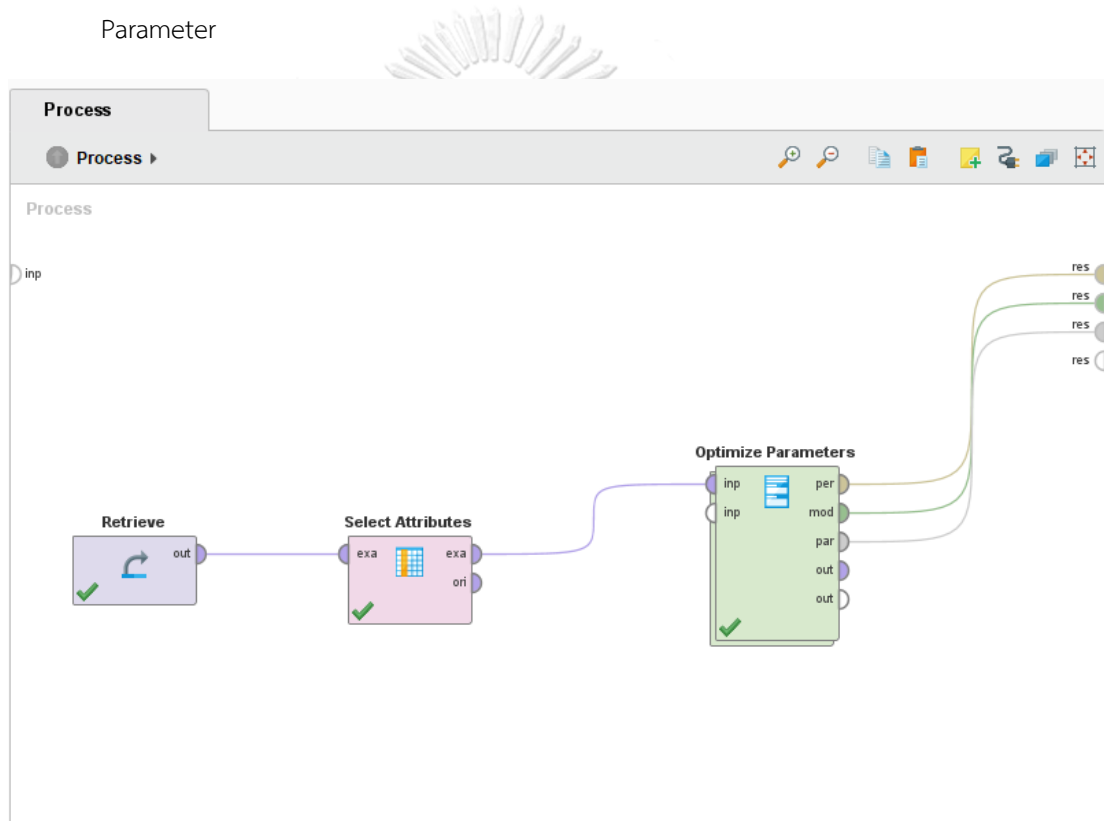 Parameter
Process
Process
Process
inp
res
res
res
res
Optimize Parameters
inp per
inp mod
par
out
out
Retrieve
out
Select Attributes
exa exa
ori